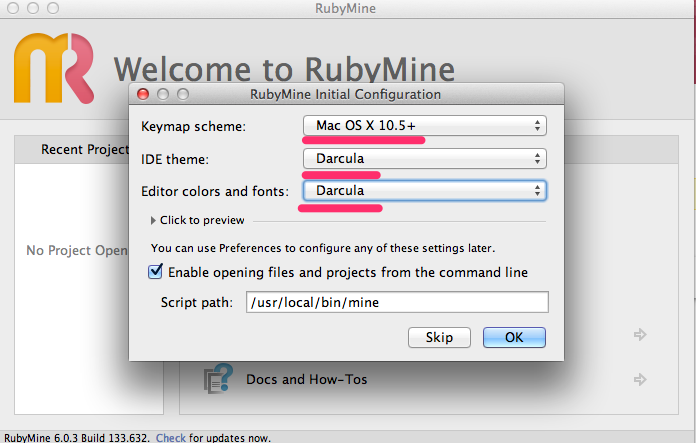 RubyMine
Welcome to RubyMine
RubyMine Initial Configuration
Keymap scheme: Mac OS X 10.5+
Recent Project
IDE theme: Darcula
Editor colors and fonts: Darcula
Click to preview
No Project Open
You can use Preferences to configure any of these settings later.
Enable opening files and projects from the command line
Script path: /usr/local/bin/mine
Skip OK
Docs and How-Tos
RubyMine 6.0.3 Build 133.632. Check for updates now.